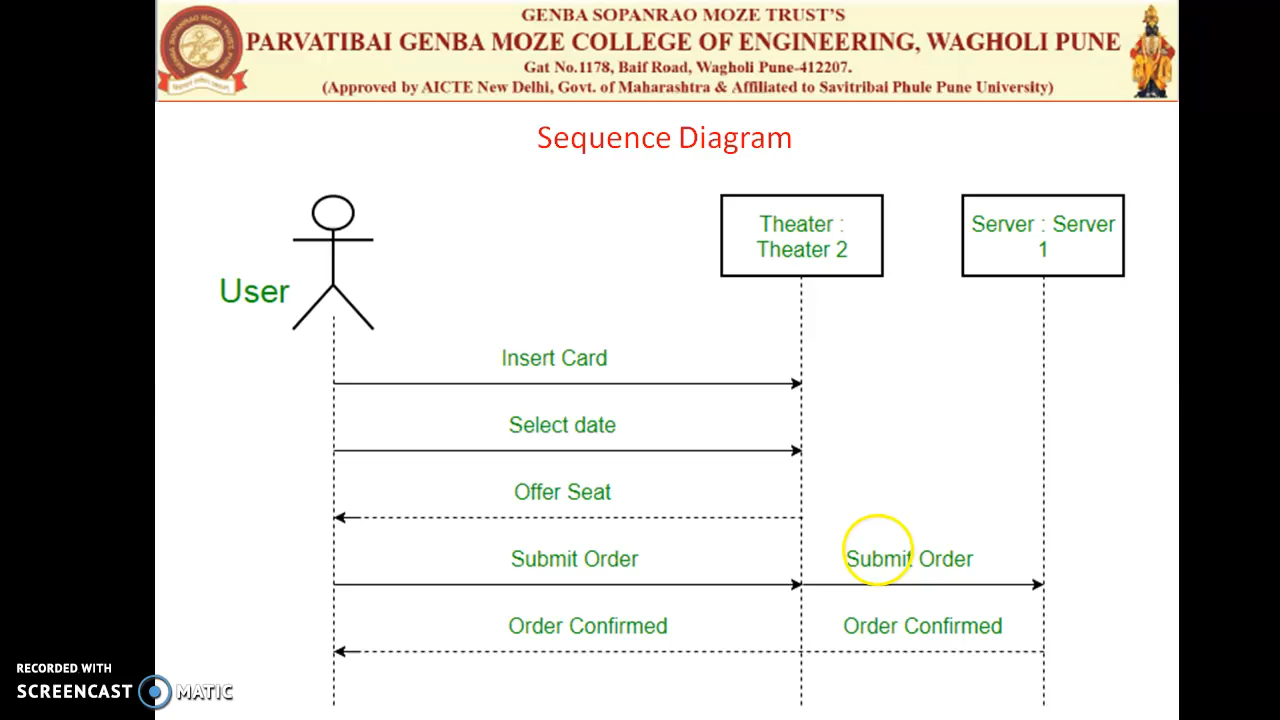 GENBA SOPANRAO MOZE TRUST'S
PARVATIBAI GENBA MOZE COLLEGE OF ENGINEERING, WAGHOLI PUNE
Gat No.1178, Baif Road, Wagholi Pune-412207.
(Approved by AICTE New Delhi, Govt. of Maharashtra & Affiliated to Savitribai Phule Pune University)
Sequence Diagram
User
Theater :
Theater 2
Server : Server
1
Insert Card
Select date
Offer Seat
Submit Order
Submit Order
Order Confirmed
Order Confirmed
RECORDED WITH
SCREENCAST MATIC